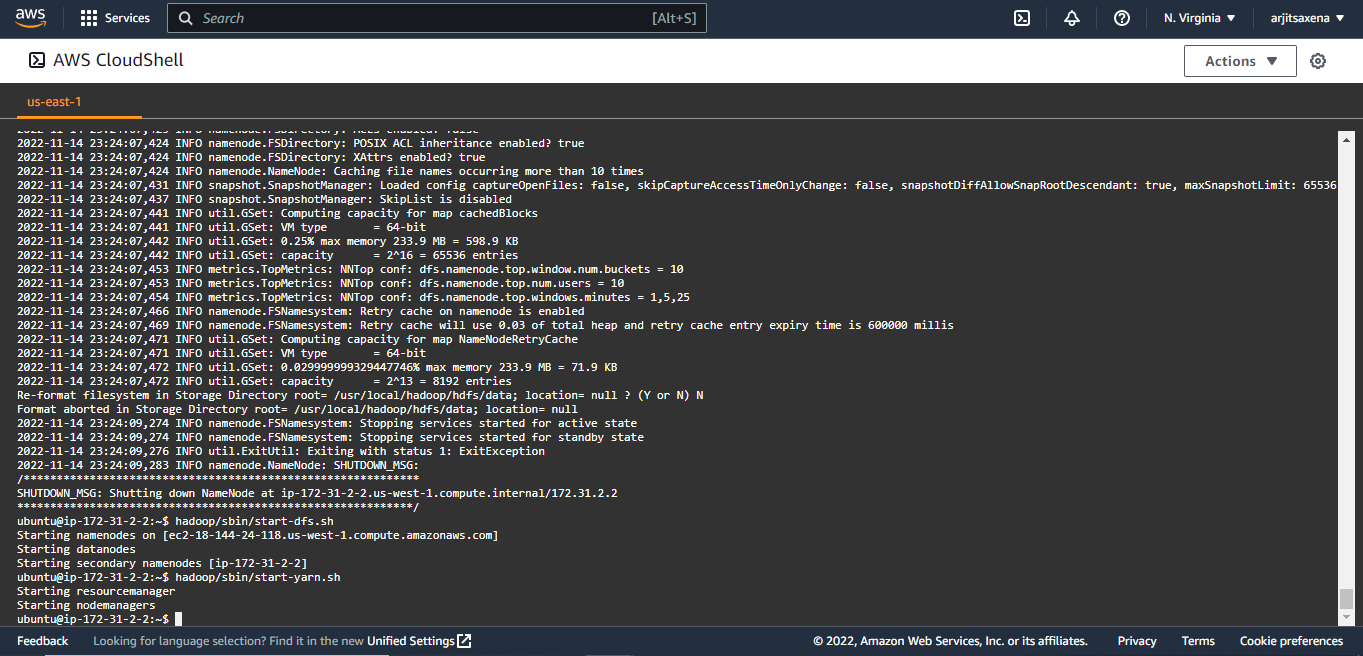 aws
Services
Search
[Alt+S]
N. Virginia
arjitsaxena
AWS CloudShell
Actions
us-east-1
2022-11-14 23:24:07,423 INFO namenode.FSDirectory: ACLs enabled? false
2022-11-14 23:24:07,424 INFO namenode.FSDirectory: POSIX ACL inheritance enabled? true
2022-11-14 23:24:07,424 INFO namenode.FSDirectory: XAttrs enabled? true
2022-11-14 23:24:07,424 INFO namenode.NameNode: Caching file names occurring more than 10 times
2022-11-14 23:24:07,431 INFO snapshot.SnapshotManager: Loaded config captureOpenFiles: false, skipCaptureAccessTimeOnlyChange: false, snapshotDiffAllowSnapRootDescendant: true, maxSnapshotLimit: 65536
2022-11-14 23:24:07,437 INFO snapshot.SnapshotManager: SkipList is disabled
2022-11-14 23:24:07,441 INFO util.GSet: Computing capacity for map cachedBlocks
2022-11-14 23:24:07,441 INFO util.GSet: VM type       = 64-bit
2022-11-14 23:24:07,442 INFO util.GSet: 0.25% max memory 233.9 MB = 598.9 KB
2022-11-14 23:24:07,442 INFO util.GSet: capacity      = 2^16 = 65536 entries
2022-11-14 23:24:07,453 INFO metrics.TopMetrics: NNTop conf: dfs.namenode.top.window.num.buckets = 10
2022-11-14 23:24:07,453 INFO metrics.TopMetrics: NNTop conf: dfs.namenode.top.num.users = 10
2022-11-14 23:24:07,454 INFO metrics.TopMetrics: NNTop conf: dfs.namenode.top.windows.minutes = 1,5,25
2022-11-14 23:24:07,466 INFO namenode.FSNamesystem: Retry cache on namenode is enabled
2022-11-14 23:24:07,469 INFO namenode.FSNamesystem: Retry cache will use 0.03 of total heap and retry cache entry expiry time is 600000 millis
2022-11-14 23:24:07,471 INFO util.GSet: Computing capacity for map NameNodeRetryCache
2022-11-14 23:24:07,471 INFO util.GSet: VM type       = 64-bit
2022-11-14 23:24:07,472 INFO util.GSet: 0.029999999329447746% max memory 233.9 MB = 71.9 KB
2022-11-14 23:24:07,472 INFO util.GSet: capacity      = 2^13 = 8192 entries
Re-format filesystem in Storage Directory root= /usr/local/hadoop/hdfs/data; location= null ? (Y or N) N
Format aborted in Storage Directory root= /usr/local/hadoop/hdfs/data; location= null
2022-11-14 23:24:09,274 INFO namenode.FSNamesystem: Stopping services started for active state
2022-11-14 23:24:09,274 INFO namenode.FSNamesystem: Stopping services started for standby state
2022-11-14 23:24:09,276 INFO util.ExitUtil: Exiting with status 1: ExitException
2022-11-14 23:24:09,283 INFO namenode.NameNode: SHUTDOWN_MSG:
/************************************************************
SHUTDOWN_MSG: Shutting down NameNode at ip-172-31-2-2.us-west-1.compute.internal/172.31.2.2
************************************************************/
ubuntu@ip-172-31-2-2:~$ hadoop/sbin/start-dfs.sh
Starting namenodes on [ec2-18-144-24-118.us-west-1.compute.amazonaws.com]
Starting datanodes
Starting secondary namenodes [ip-172-31-2-2]
ubuntu@ip-172-31-2-2:~$ hadoop/sbin/start-yarn.sh
Starting resourcemanager
Starting nodemanagers
ubuntu@ip-172-31-2-2:~$
Feedback
Looking for language selection? Find it in the new Unified Settings
© 2022, Amazon Web Services, Inc. or its affiliates.
Privacy
Terms
Cookie preferences